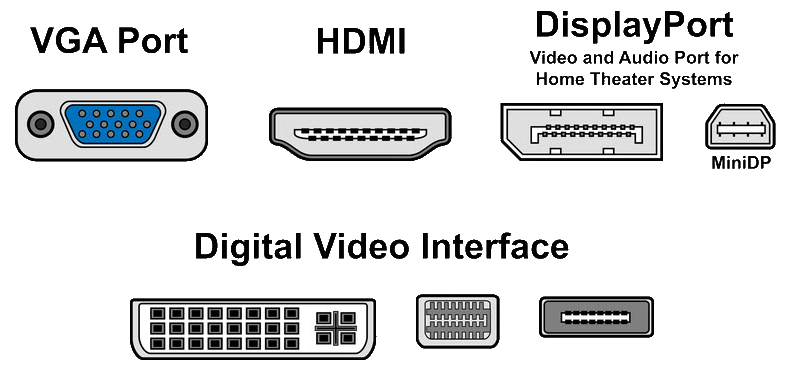 VGA Port
HDMI
DisplayPort
Video and Audio Port for
Home Theater Systems
MiniDP
Digital Video Interface